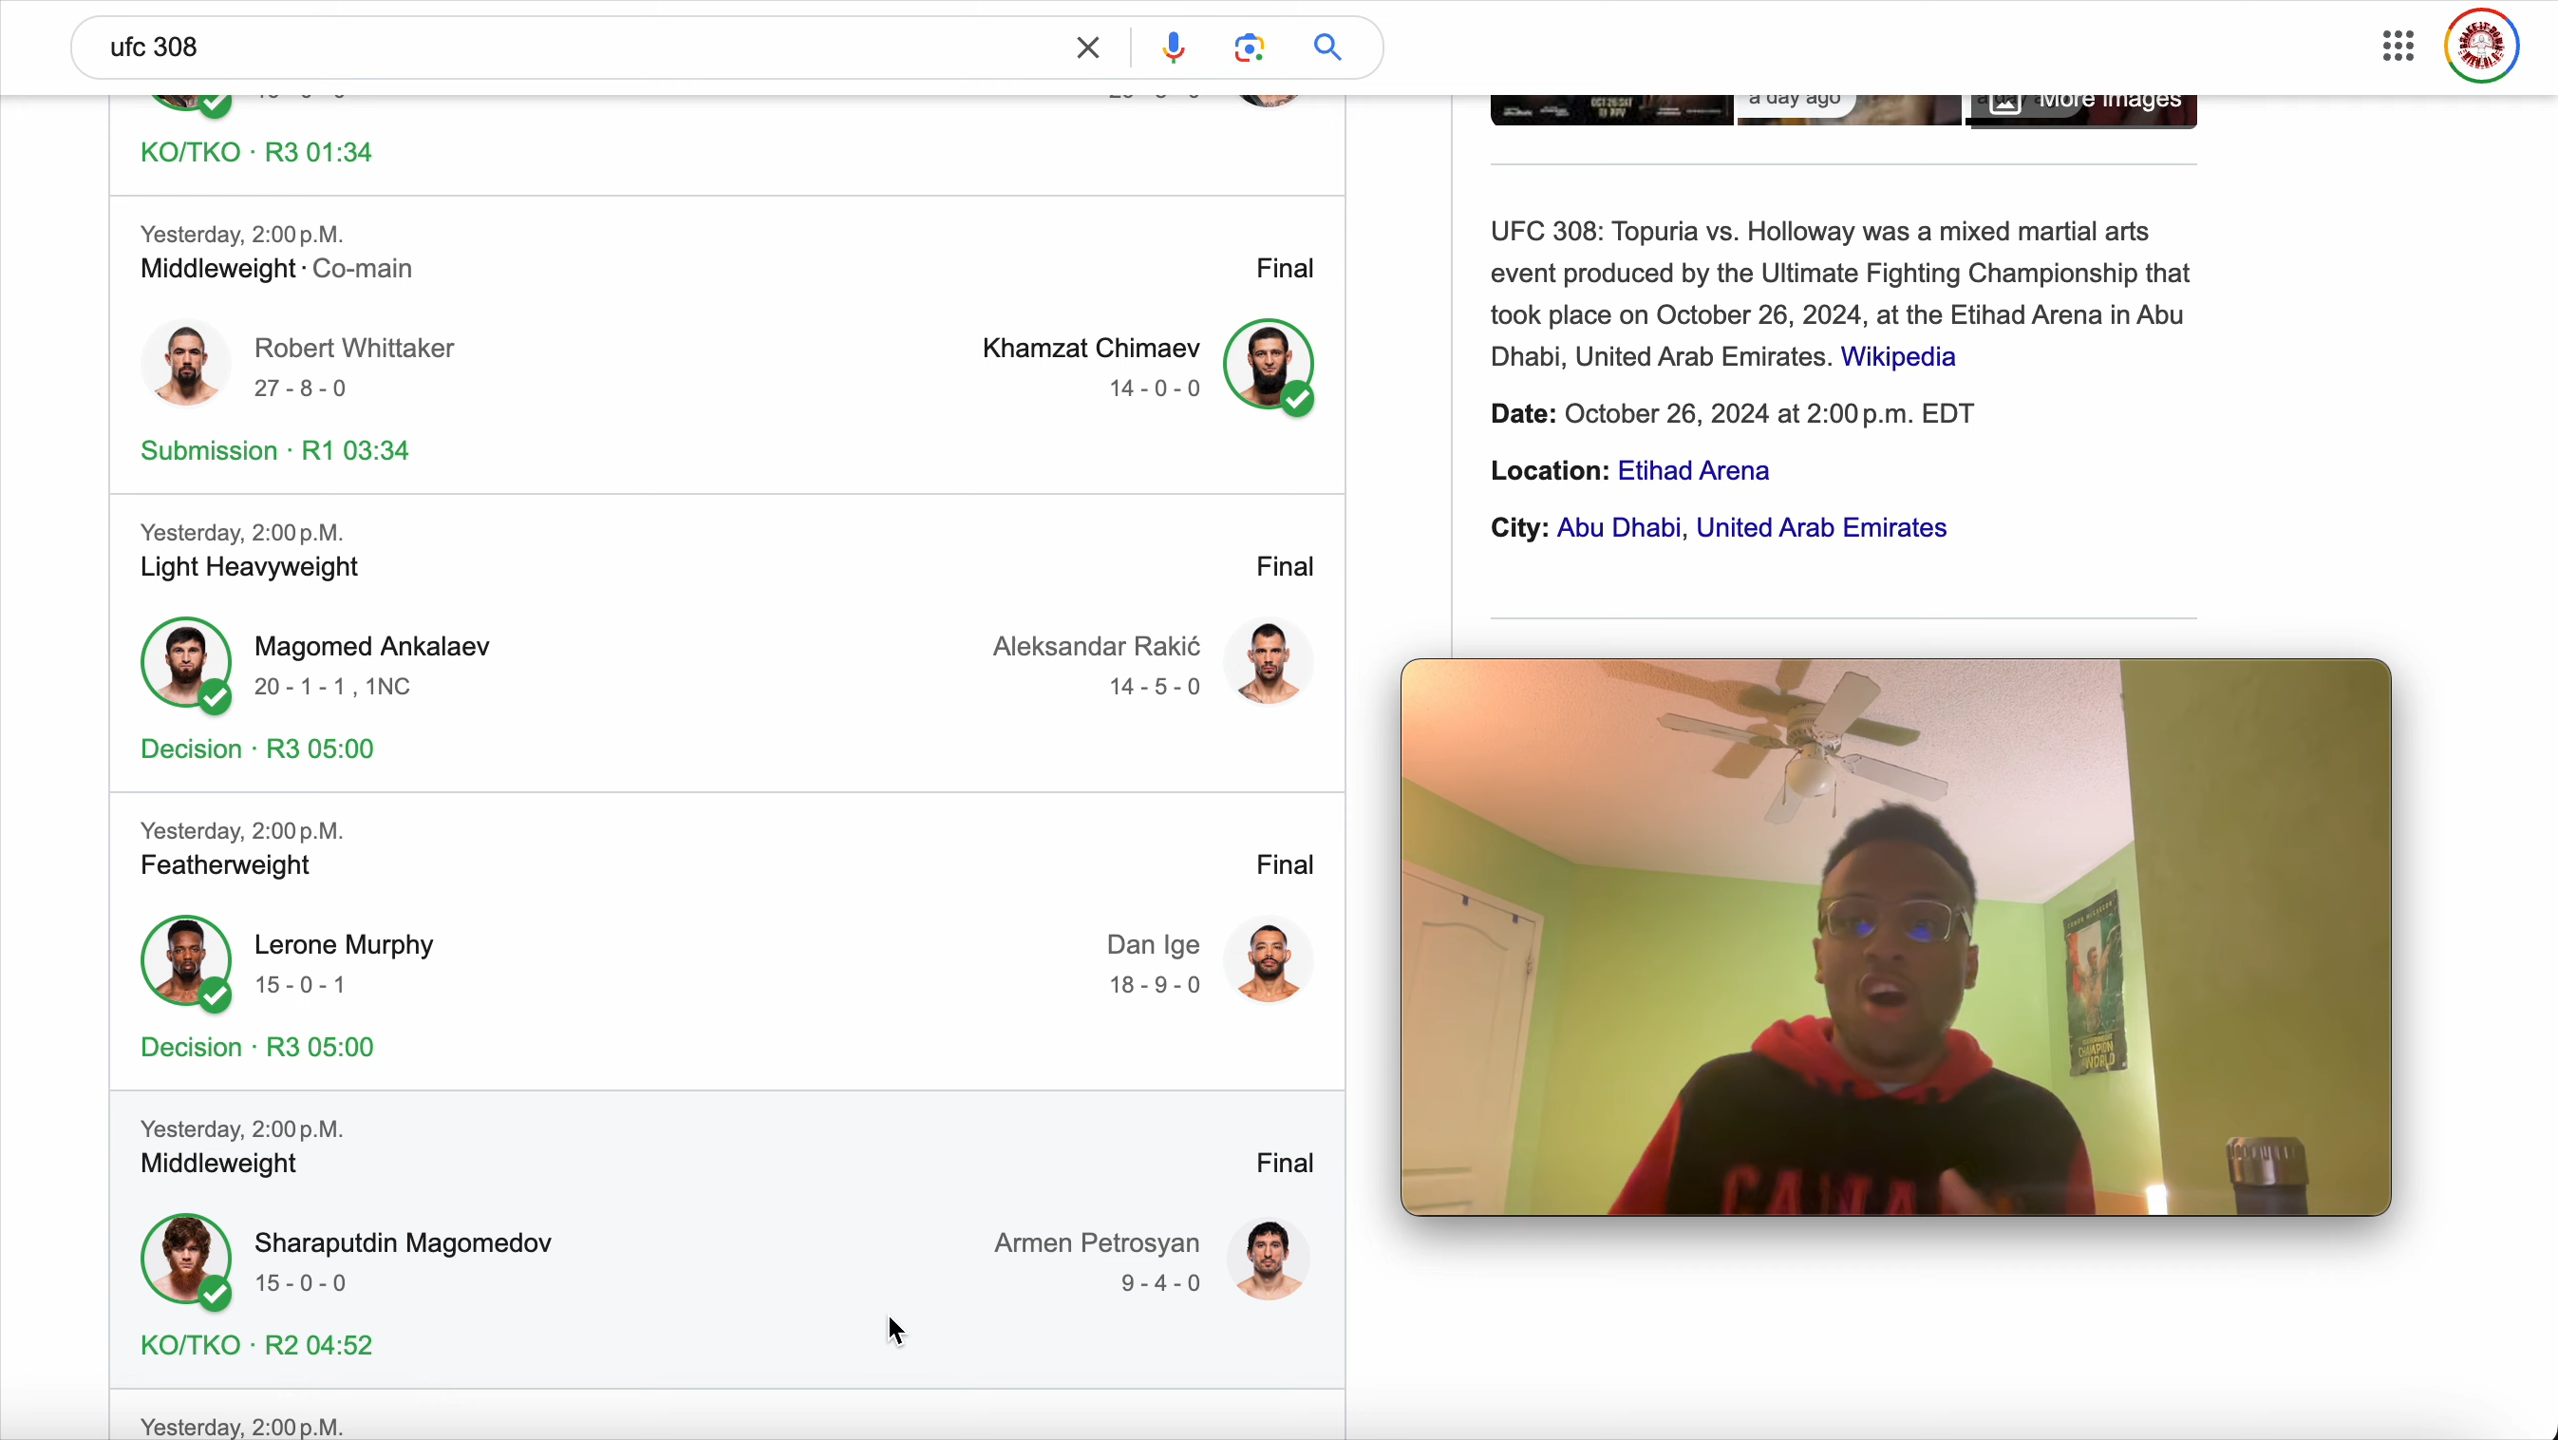 ufc 308
KO/TKO · R3 01:34
Yesterday, 2:00 p.m.
Middleweight · Co-main
Final
Robert Whittaker
27 - 8 - 0
Khamzat Chimaev
14 - 0 - 0
Submission · R1 03:34
Yesterday, 2:00 p.m.
Light Heavyweight
Final
Magomed Ankalaev
20 - 1 - 1 , 1NC
Aleksandar Rakić
14 - 5 - 0
Decision · R3 05:00
Yesterday, 2:00 p.m.
Featherweight
Final
Lerone Murphy
15 - 0 - 1
Dan Ige
18 - 9 - 0
Decision · R3 05:00
Yesterday, 2:00 p.m.
Middleweight
Final
Sharaputdin Magomedov
15 - 0 - 0
Armen Petrosyan
9 - 4 - 0
KO/TKO · R2 04:52
Yesterday, 2:00 p.m.
a day ago
More images
UFC 308: Topuria vs. Holloway was a mixed martial arts
event produced by the Ultimate Fighting Championship that
took place on October 26, 2024, at the Etihad Arena in Abu
Dhabi, United Arab Emirates. Wikipedia
Date: October 26, 2024 at 2:00 p.m. EDT
Location: Etihad Arena
City: Abu Dhabi, United Arab Emirates
CHAMPION
WORLD